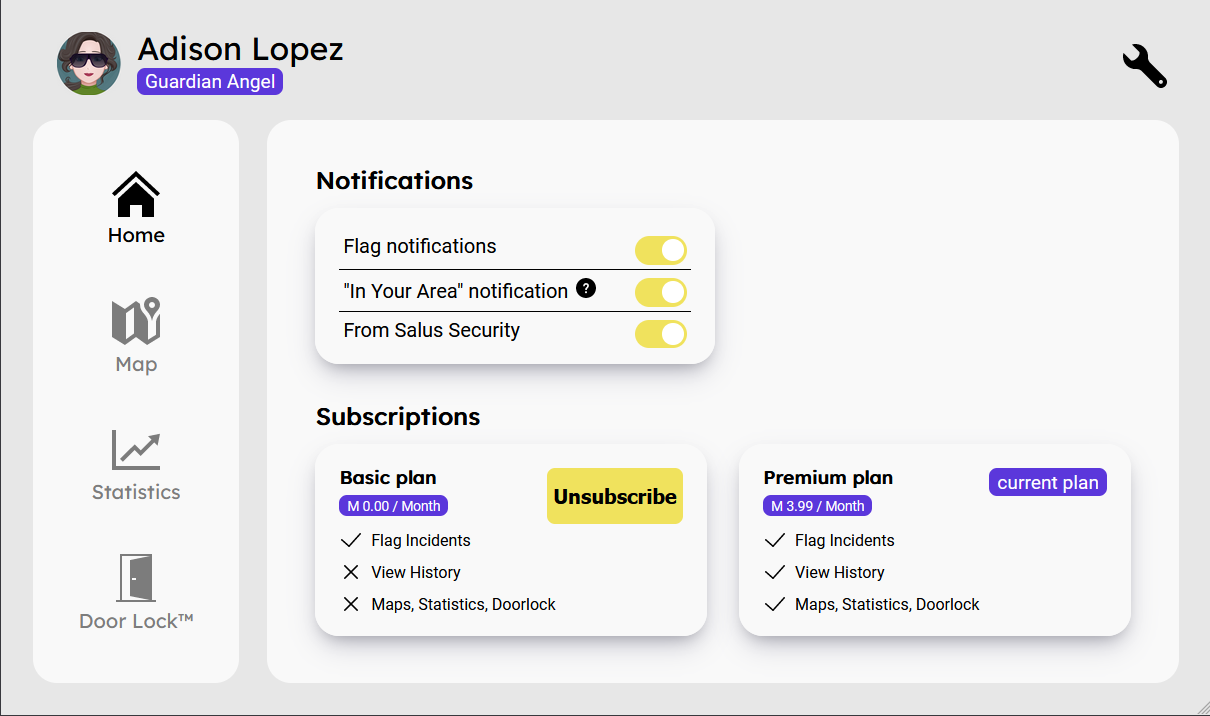 Adison Lopez
Guardian Angel
Home
Map
Statistics
Door Lock™
Notifications
Flag notifications
"In Your Area" notification ?
From Salus Security
Subscriptions
Basic plan
M 0.00 / Month
Unsubscribe
Flag Incidents
View History
Maps, Statistics, Doorlock
Premium plan
M 3.99 / Month
current plan
Flag Incidents
View History
Maps, Statistics, Doorlock